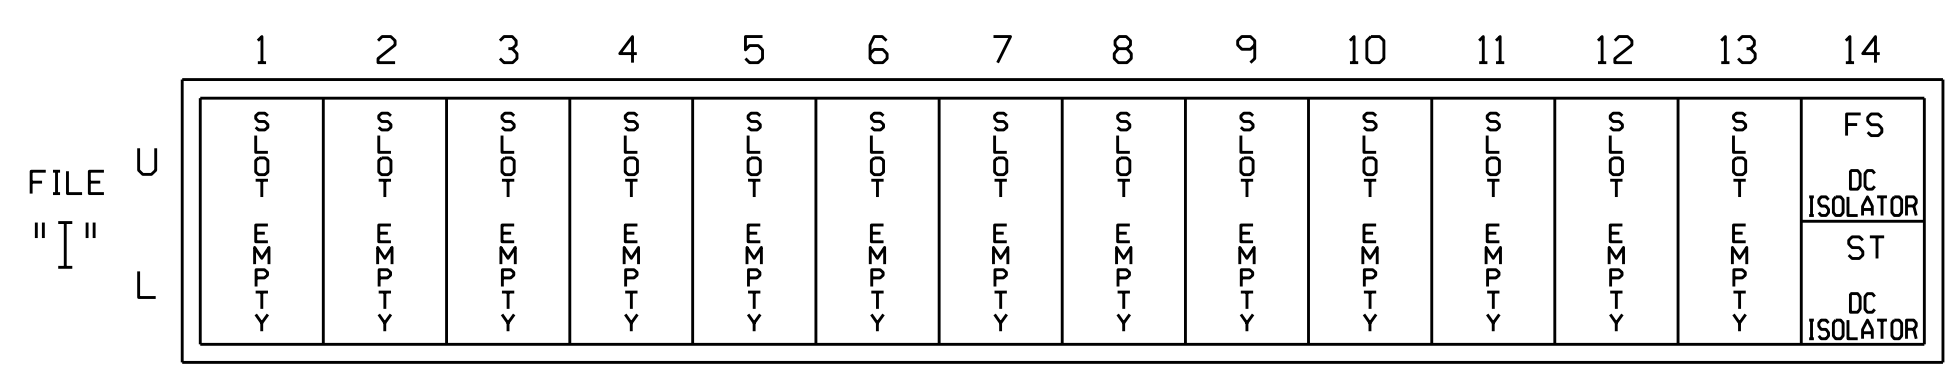 1 2 3 4 5 6 7 8 9 10 11 12 13 14
FILE
"I"
U
L
SLOT EMPTY
SLOT EMPTY
SLOT EMPTY
SLOT EMPTY
SLOT EMPTY
SLOT EMPTY
SLOT EMPTY
SLOT EMPTY
SLOT EMPTY
SLOT EMPTY
SLOT EMPTY
SLOT EMPTY
SLOT EMPTY
FS
DC
ISOLATOR
ST
DC
ISOLATOR